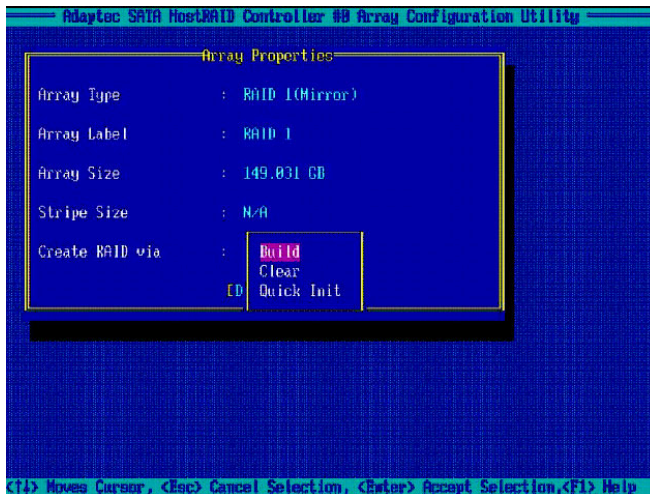 Adaptec SATA HostRAID Controller #0 Array Configuration Utility
Array Properties
Array Type : RAID 1(Mirror)
Array Label : RAID 1
Array Size : 149.031 GB
Stripe Size : N/A
Create RAID via : Build
Clear
[D Quick Init
<↑↓> Moves Cursor, <Esc> Cancel Selection, <Enter> Accept Selection,<F1> Help